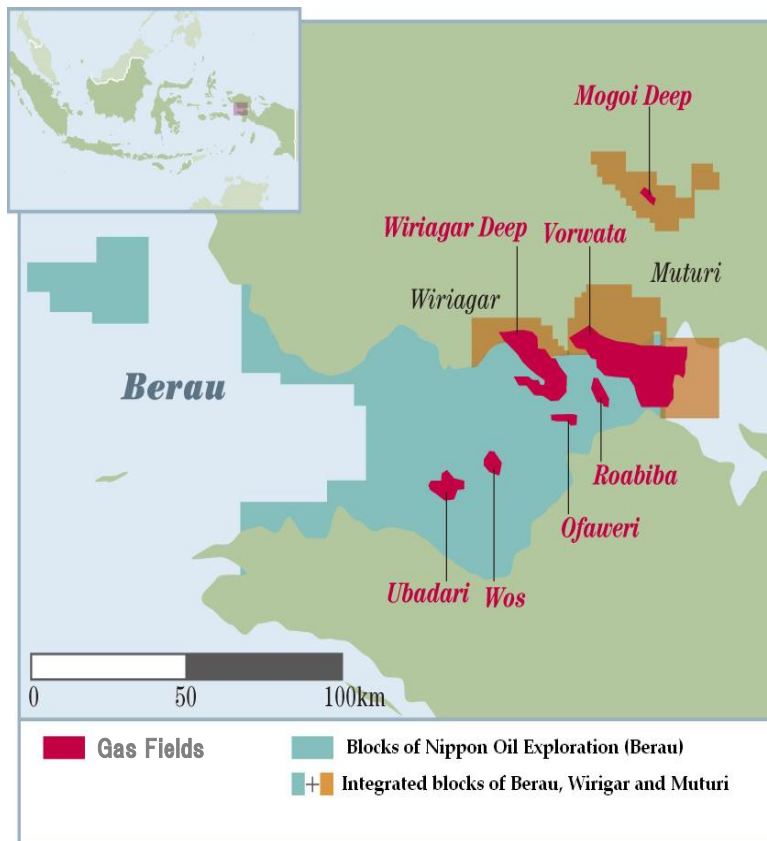 Mogoi Deep
Wiriagar Deep
Vorwata
Muturi
Wiriagar
Berau
Roabiba
Ofaweri
Ubadari
Wos
0
50
100km
Gas Fields
Blocks of Nippon Oil Exploration (Berau)
+
Integrated blocks of Berau, Wirigar and Muturi